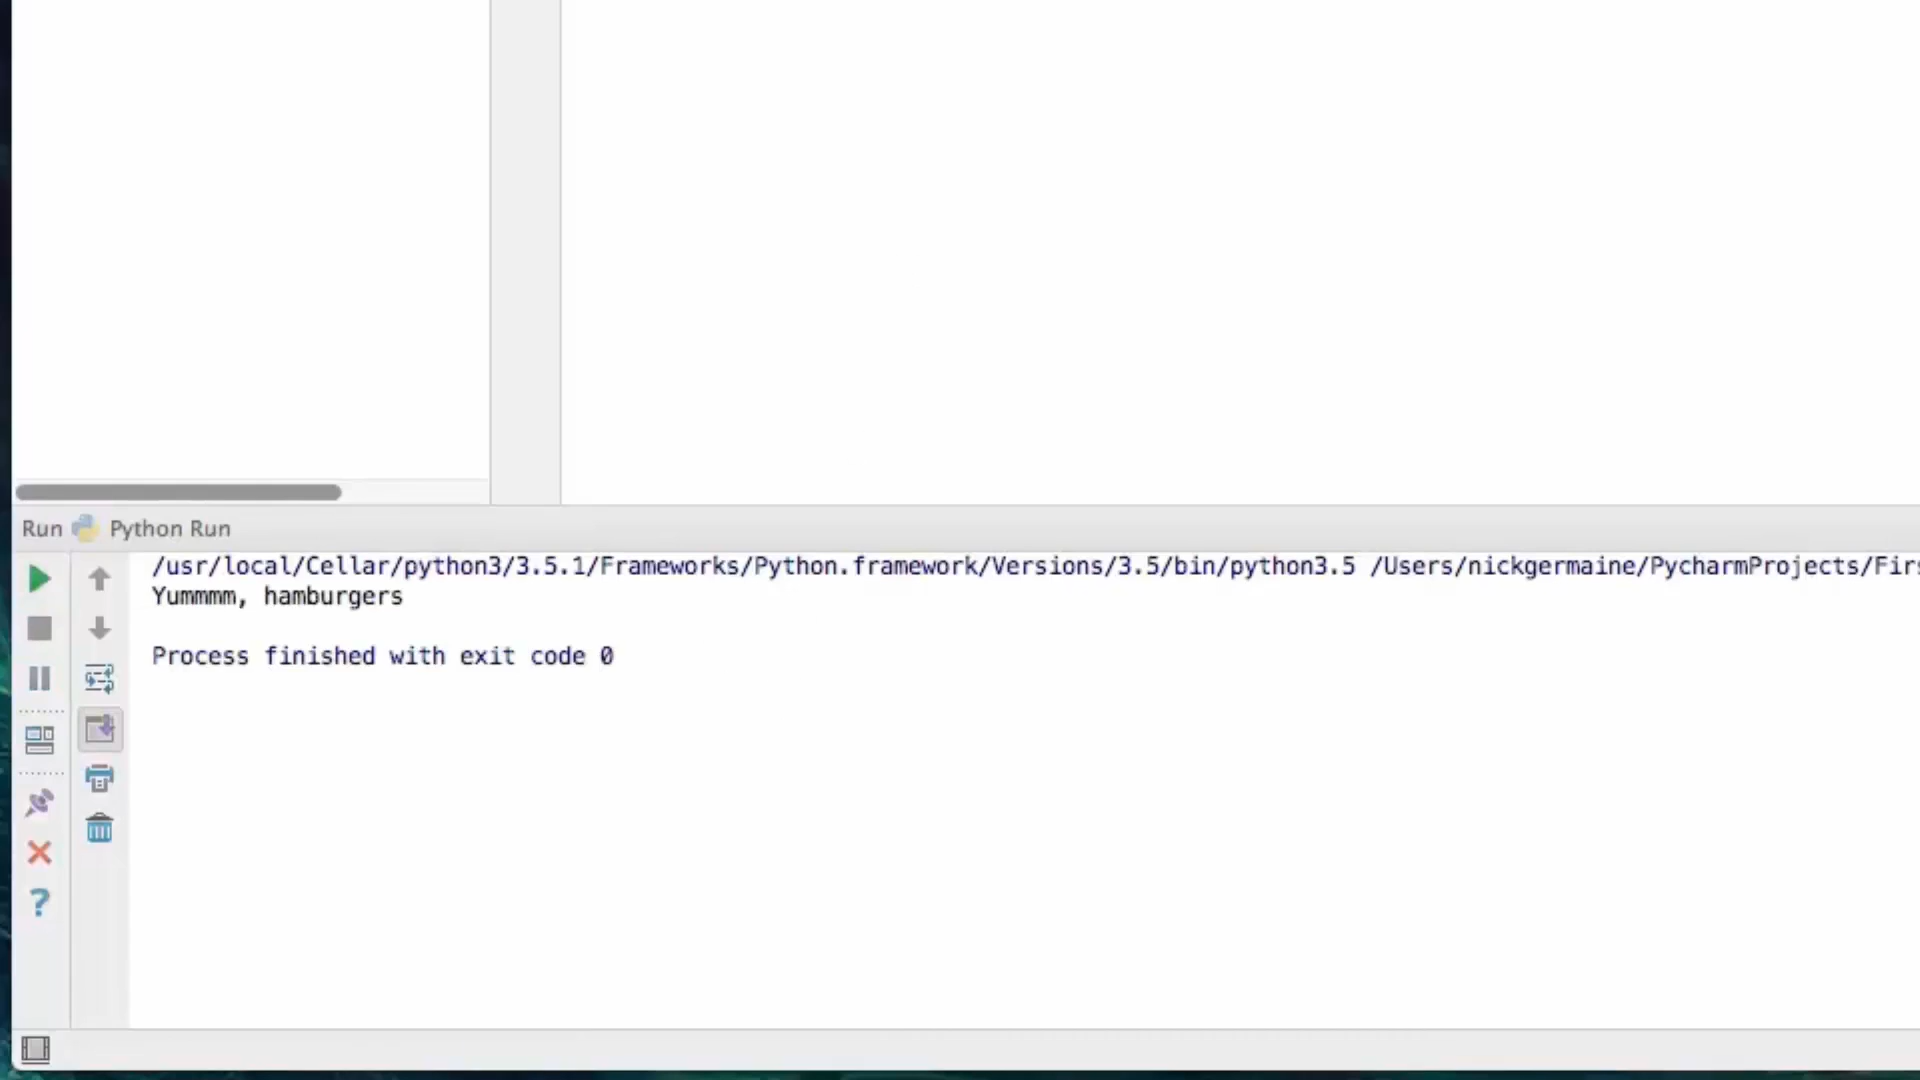 Run Python Run
/usr/local/Cellar/python3/3.5.1/Frameworks/Python.framework/Versions/3.5/bin/python3.5 /Users/nickgermaine/PycharmProjects/Firs
Yummmm, hamburgers
Process finished with exit code 0